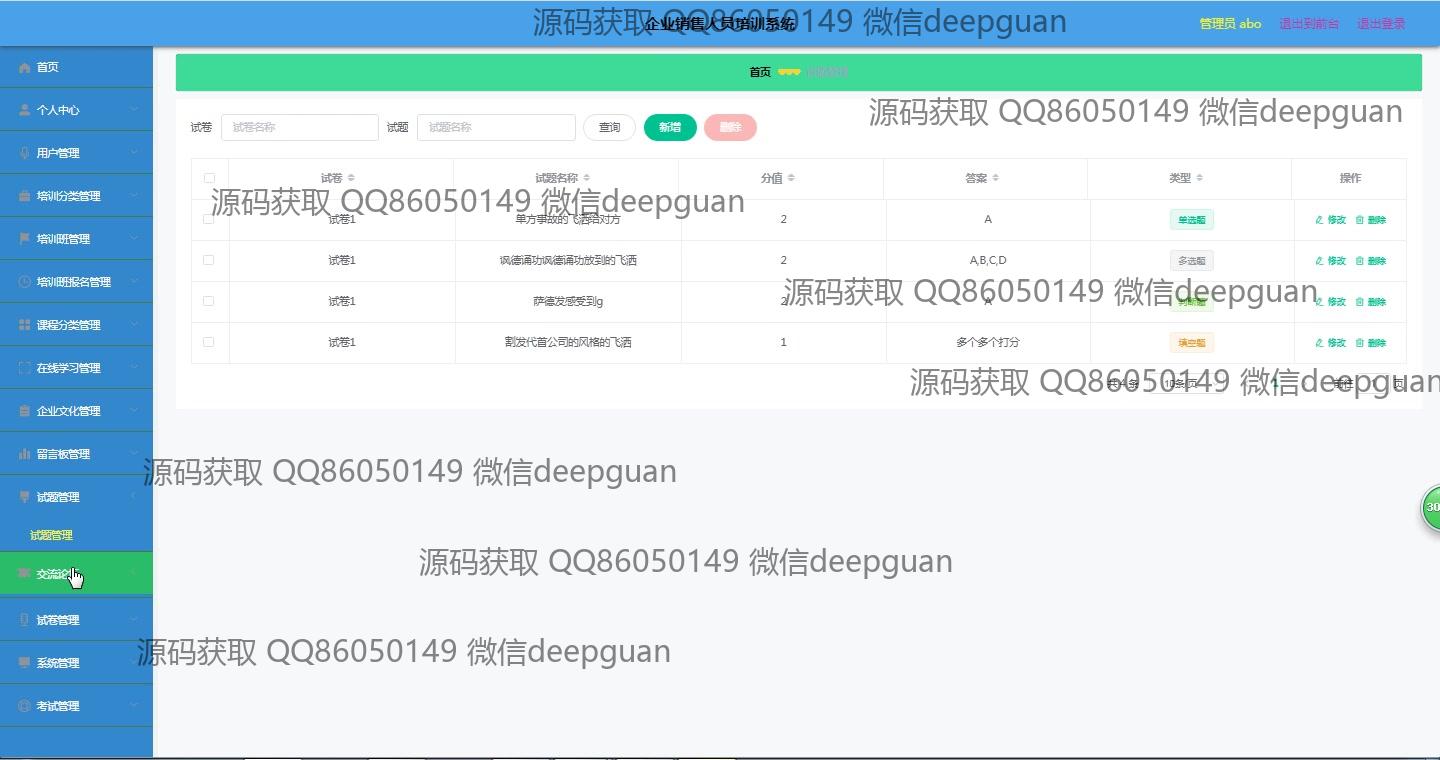 企业销售人员培训系统
源码获取 QQ86050149 微信deepguan
管理员 abo 退出到前台 退出登录
首页
个人中心
用户管理
培训分类管理
培训班管理
培训班报名管理
课程分类管理
在线学习管理
企业文化管理
留言板管理
试题管理
试题管理
交流论
试卷管理
系统管理
考试管理
首页 试题管理
源码获取 QQ86050149 微信deepguan
试卷 试卷名称 试题 试题名称 查询 新增 删除
试卷 试题名称 分值 答案 类型 操作
源码获取 QQ86050149 微信deepguan
试卷1 单方事故的飞洒给对方 2 A 单选题 修改 删除
试卷1 讽德诵功讽德诵功放到的飞洒 2 A,B,C,D 多选题 修改 删除
源码获取 QQ86050149 微信deepguan
试卷1 萨德发感受到g 2 A 判断题 修改 删除
试卷1 割发代首公司的风格的飞洒 1 多个多个打分 填空题 修改 删除
共 4 条 10条/页 1 前往 页
源码获取 QQ86050149 微信deepguan
源码获取 QQ86050149 微信deepguan
30
源码获取 QQ86050149 微信deepguan
源码获取 QQ86050149 微信deepguan